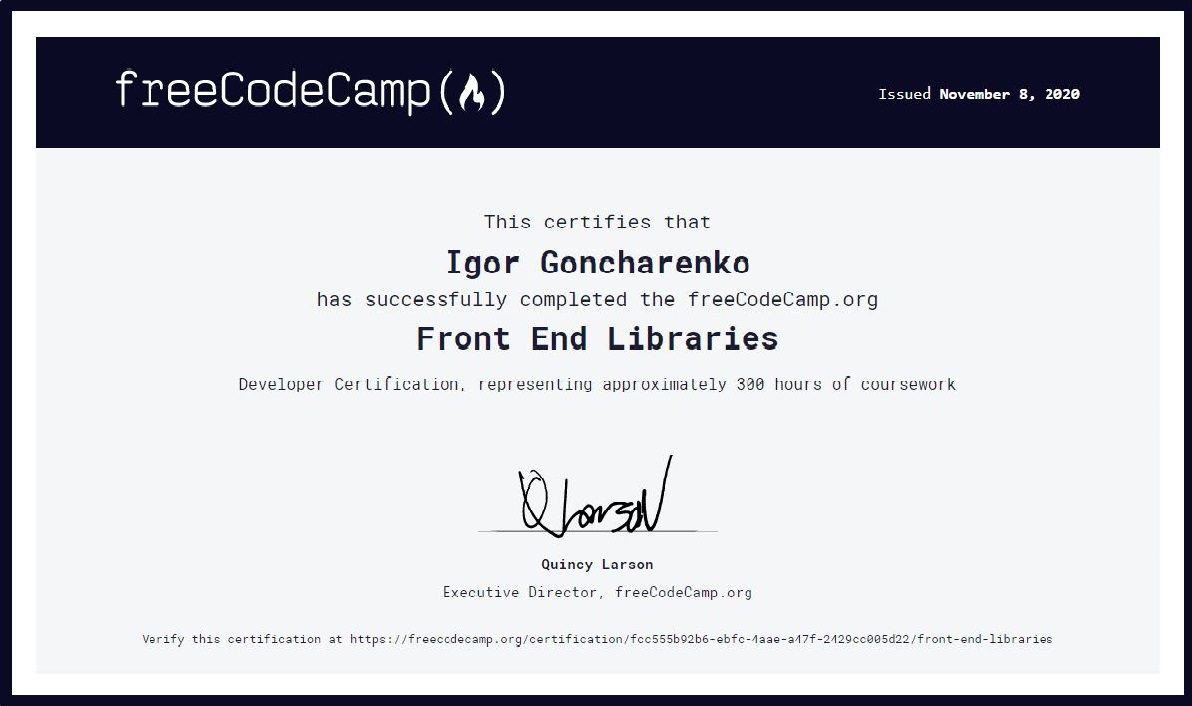 freeCodeCamp(🔥)
Issued November 8, 2020
This certifies that
Igor Goncharenko
has successfully completed the freeCodeCamp.org
Front End Libraries
Developer Certification, representing approximately 300 hours of coursework
Q Larson
Quincy Larson
Executive Director, freeCodeCamp.org
Verify this certification at https://freecodecamp.org/certification/fcc555b92b6-ebfc-4aae-a47f-2429cc005d22/front-end-libraries